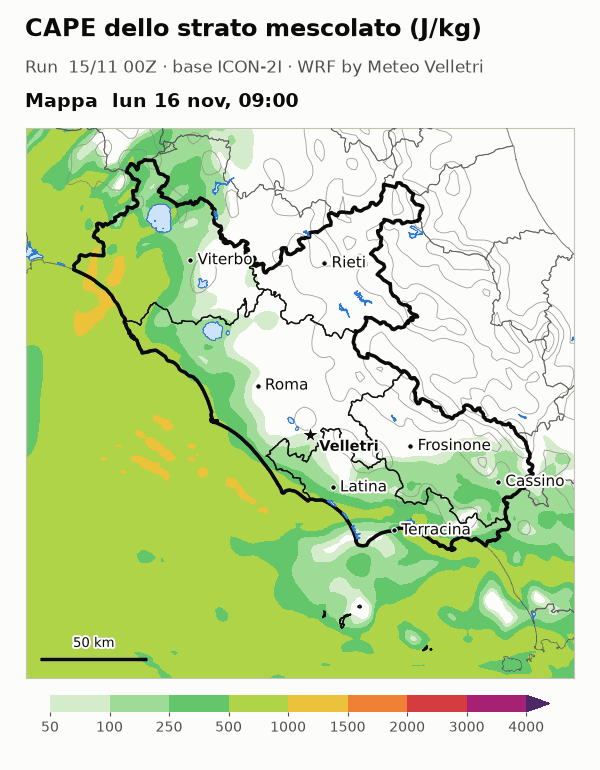 CAPE dello strato mescolato (J/kg)
Run 15/11 00Z · base ICON-2I · WRF by Meteo Velletri
Mappa lun 16 nov, 09:00
Viterbo
Rieti
Roma
Velletri
Frosinone
Latina
Cassino
Terracina
50 km
50 100 250 500 1000 1500 2000 3000 4000